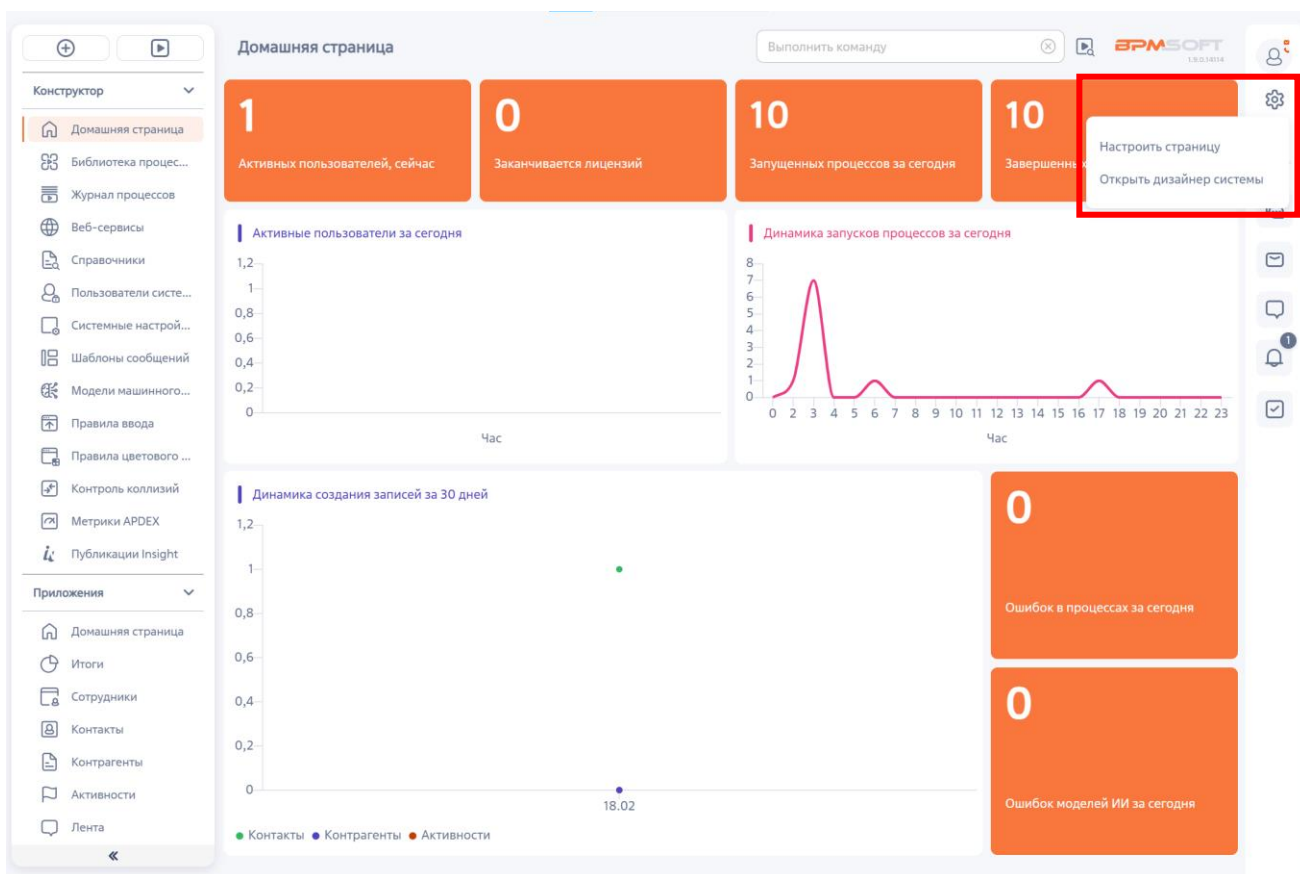 Домашняя страница
Выполнить команду
BPMSOFT
1.9.0.14114
Конструктор
Домашняя страница
Библиотека процес...
Журнал процессов
Веб-сервисы
Справочники
Пользователи систе...
Системные настрой...
Шаблоны сообщений
Модели машинного...
Правила ввода
Правила цветового ...
Контроль коллизий
Метрики APDEX
Публикации Insight
Приложения
Домашняя страница
Итоги
Сотрудники
Контакты
Контрагенты
Активности
Лента
1
Активных пользователей, сейчас
0
Заканчивается лицензий
10
Запущенных процессов за сегодня
10
Завершенны
Настроить страницу
Открыть дизайнер системы
Активные пользователи за сегодня
1,2
1
0,8
0,6
0,4
0,2
0
Час
Динамика запусков процессов за сегодня
8
7
6
5
4
3
2
1
0
0 2 3 4 5 6 7 8 9 10 11 12 13 14 15 16 17 18 19 20 21 22 23
Час
1
Динамика создания записей за 30 дней
1,2
1
0,8
0,6
0,4
0,2
0
18.02
Контакты Контрагенты Активности
0
Ошибок в процессах за сегодня
0
Ошибок моделей ИИ за сегодня